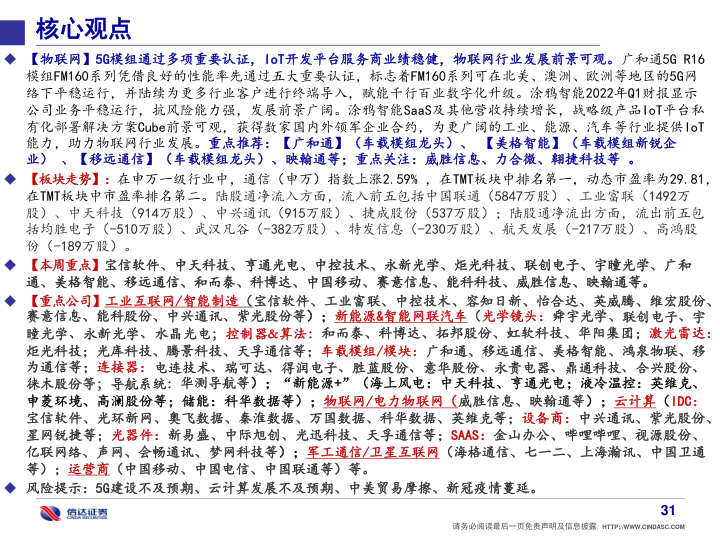 核心观点
【物联网】5G模组通过多项重要认证,IoT开发平台服务商业绩稳健,物联网行业发展前景可观。广和通5G R16
模组FM160系列凭借良好的性能率先通过五大重要认证,标志着FM160系列可在北美、澳洲、欧洲等地区的5G网
络下平稳运行,并陆续为更多行业客户进行终端导入,赋能千行百业数字化升级。涂鸦智能2022年Q1财报显示
公司业务平稳运行,抗风险能力强,发展前景广阔。涂鸦智能SaaS及其他营收持续增长,战略级产品IoT平台私
有化部署解决方案Cube前景可观,获得数家国内外领军企业合约,为更广阔的工业、能源、汽车等行业提供IoT
能力,助力物联网行业发展。重点推荐:【广和通】(车载模组龙头)、 【美格智能】(车载模组新锐企
业) 、【移远通信】(车载模组龙头)、映翰通等;重点关注:威胜信息、力合微、翱捷科技等 。
【板块走势】:在申万一级行业中,通信(申万)指数上涨2.59% ,在TMT板块中排名第一,动态市盈率为29.81,
在TMT板块中市盈率排名第二。陆股通净流入方面,流入前五包括中国联通(5847万股)、工业富联(1492万
股)、中天科技(914万股)、中兴通讯(915万股)、捷成股份(537万股);陆股通净流出方面,流出前五包
括均胜电子(-510万股)、武汉凡谷(-382万股)、特发信息(-230万股)、航天发展(-217万股)、高鸿股
份(-189万股)。
【本周重点】宝信软件、中天科技、亨通光电、中控技术、永新光学、炬光科技、联创电子、宇瞳光学、广和
通、美格智能、移远通信、和而泰、科博达、中国移动、赛意信息、能科科技、威胜信息、映翰通等。
【重点公司】工业互联网/智能制造(宝信软件、工业富联、中控技术、容知日新、怡合达、英威腾、维宏股份、
赛意信息、能科股份、中兴通讯、紫光股份等);新能源&智能网联汽车(光学镜头:舜宇光学、联创电子、宇
瞳光学、永新光学、水晶光电;控制器&算法:和而泰、科博达、拓邦股份、虹软科技、华阳集团;激光雷达:
炬光科技;光库科技、腾景科技、天孚通信等;车载模组/模块:广和通、移远通信、美格智能、鸿泉物联、移
为通信等;连接器:电连技术、瑞可达、得润电子、胜蓝股份、意华股份、永贵电器、鼎通科技、合兴股份、
徕木股份等;导航系统:华测导航等);“新能源+”(海上风电:中天科技、亨通光电;液冷温控:英维克、
申菱环境、高澜股份等;储能:科华数据等);物联网/电力物联网(威胜信息、映翰通等);云计算(IDC:
宝信软件、光环新网、奥飞数据、秦淮数据、万国数据、科华数据、英维克等;设备商:中兴通讯、紫光股份、
星网锐捷等;光器件:新易盛、中际旭创、光迅科技、天孚通信等;SAAS:金山办公、哔哩哔哩、视源股份、
亿联网络、声网、会畅通讯、梦网科技等);军工通信/卫星互联网(海格通信、七一二、上海瀚讯、中国卫通
等);运营商(中国移动、中国电信、中国联通等)等。
风险提示:5G建设不及预期、云计算发展不及预期、中美贸易摩擦、新冠疫情蔓延。
信达证券
CINDA SECURITIES
31
请务必阅读最后一页免责声明及信息披露 HTTP://WWW.CINDASC.COM